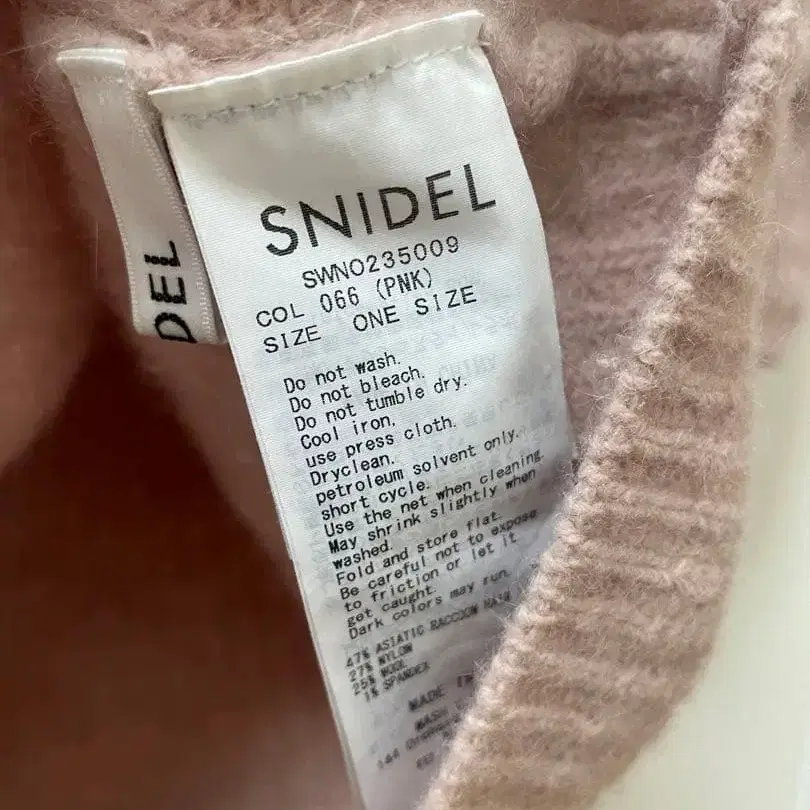 DEL
SNIDEL
SWNO235009
COL 066 (PNK)
SIZE ONE SIZE
Do not wash.
Do not bleach.
Do not tumble dry.
Cool iron.
use press cloth.
Dryclean.
petroleum solvent only.
short cycle.
Use the net when cleaning.
May shrink slightly when
washed.
Fold and store flat.
Be careful not to expose
to friction or let it
get caught.
Dark colors may run.
47% ASIATIC RACCOON HAIR
27% NYLON
25% WOOL
1% SPANDEX
MADE